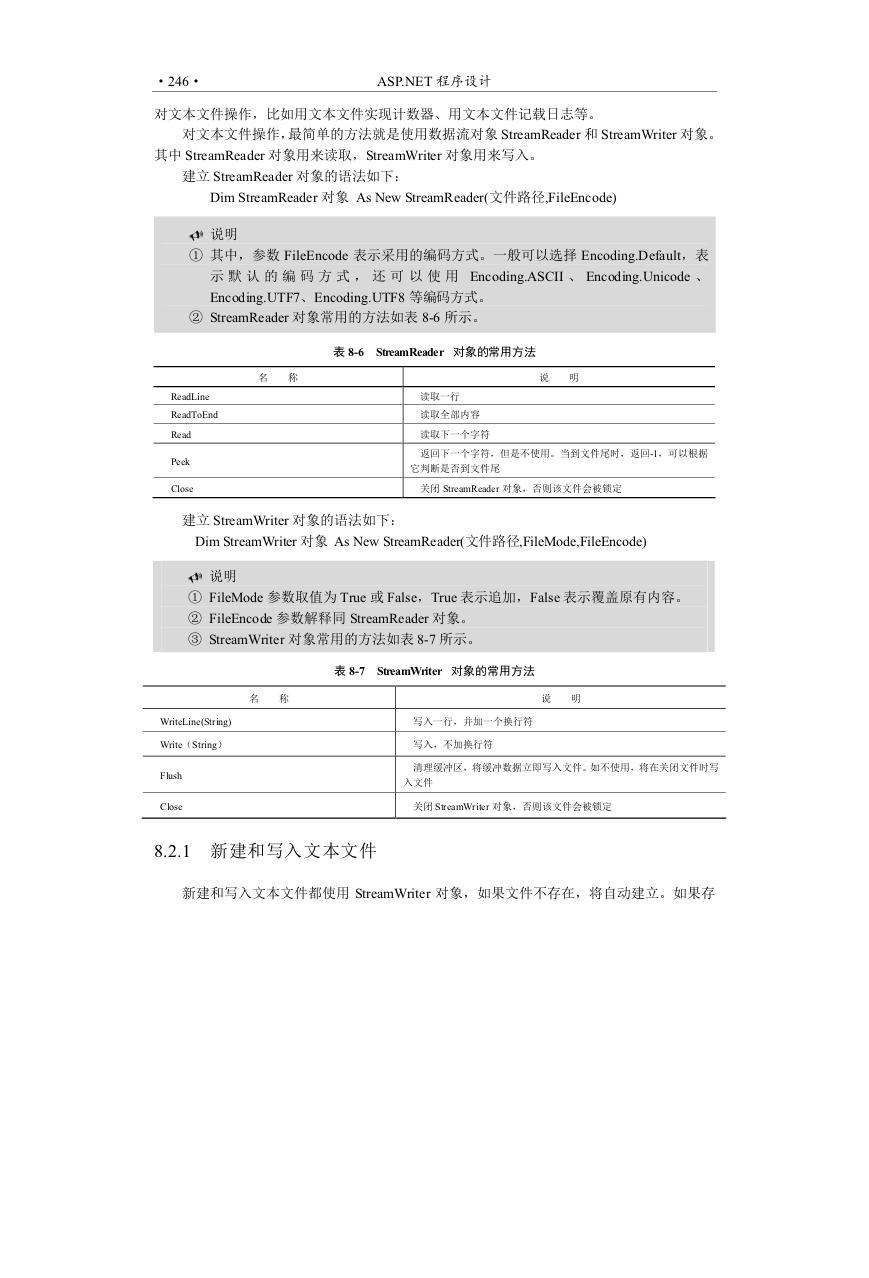 ·246· ASP.NET 程序设计
对文本文件操作，比如用文本文件实现计数器、用文本文件记载日志等。
对文本文件操作，最简单的方法就是使用数据流对象 StreamReader 和 StreamWriter 对象。
其中 StreamReader 对象用来读取，StreamWriter 对象用来写入。
建立 StreamReader 对象的语法如下：
Dim StreamReader 对象 As New StreamReader(文件路径,FileEncode)
说明
① 其中，参数 FileEncode 表示采用的编码方式。一般可以选择 Encoding.Default，表
示默认的编码方式，还可以使用 Encoding.ASCII、Encoding.Unicode、
Encoding.UTF7、Encoding.UTF8 等编码方式。
② StreamReader 对象常用的方法如表 8-6 所示。
表 8-6 StreamReader 对象的常用方法
名 称 说 明
ReadLine 读取一行
ReadToEnd 读取全部内容
Read 读取下一个字符
Peek 返回下一个字符，但是不使用。当到文件尾时，返回-1，可以根据
它判断是否到文件尾
Close 关闭 StreamReader 对象，否则该文件会被锁定
建立 StreamWriter 对象的语法如下：
Dim StreamWriter 对象 As New StreamReader(文件路径,FileMode,FileEncode)
说明
① FileMode 参数取值为 True 或 False，True 表示追加，False 表示覆盖原有内容。
② FileEncode 参数解释同 StreamReader 对象。
③ StreamWriter 对象常用的方法如表 8-7 所示。
表 8-7 StreamWriter 对象的常用方法
名 称 说 明
WriteLine(String) 写入一行，并加一个换行符
Write（String） 写入，不加换行符
Flush 清理缓冲区，将缓冲数据立即写入文件。如不使用，将在关闭文件时写
入文件
Close 关闭 StreamWriter 对象，否则该文件会被锁定
8.2.1 新建和写入文本文件
新建和写入文本文件都使用 StreamWriter 对象，如果文件不存在，将自动建立。如果存